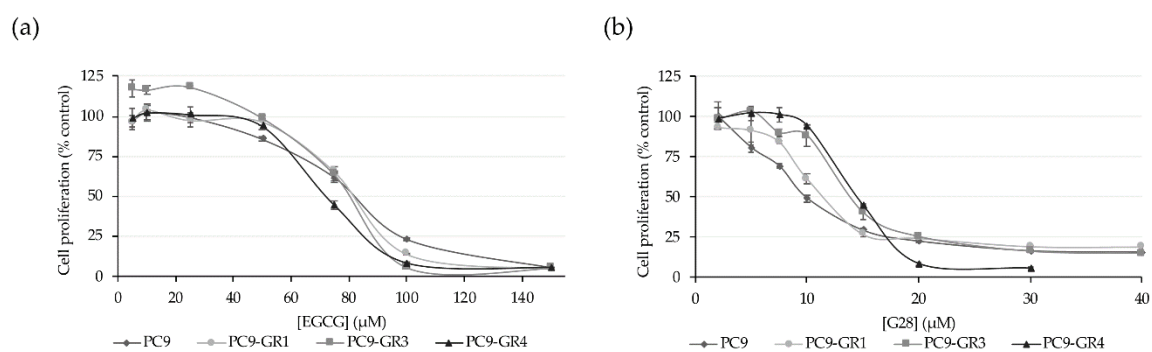 (a)
(b)
Cell proliferation (% control)
125
100
75
50
25
0
0 20 40 60 80 100 120 140
[EGCG] (µM)
PC9 PC9-GR1 PC9-GR3 PC9-GR4
Cell proliferation (% control)
125
100
75
50
25
0
0 10 20 30 40
[G28] (µM)
PC9 PC9-GR1 PC9-GR3 PC9-GR4